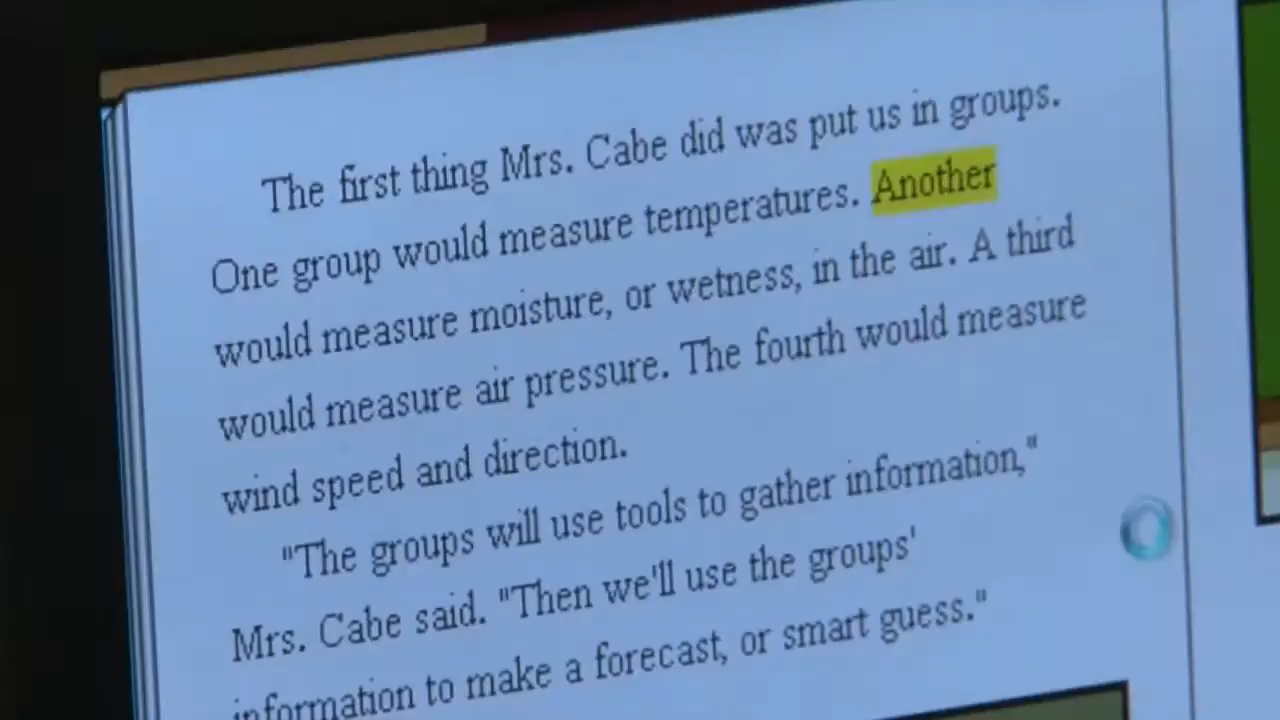 The first thing Mrs. Cabe did was put us in groups.
One group would measure temperatures. Another
would measure moisture, or wetness, in the air. A third
would measure air pressure. The fourth would measure
wind speed and direction.
"The groups will use tools to gather information,"
Mrs. Cabe said. "Then we'll use the groups'
information to make a forecast, or smart guess."